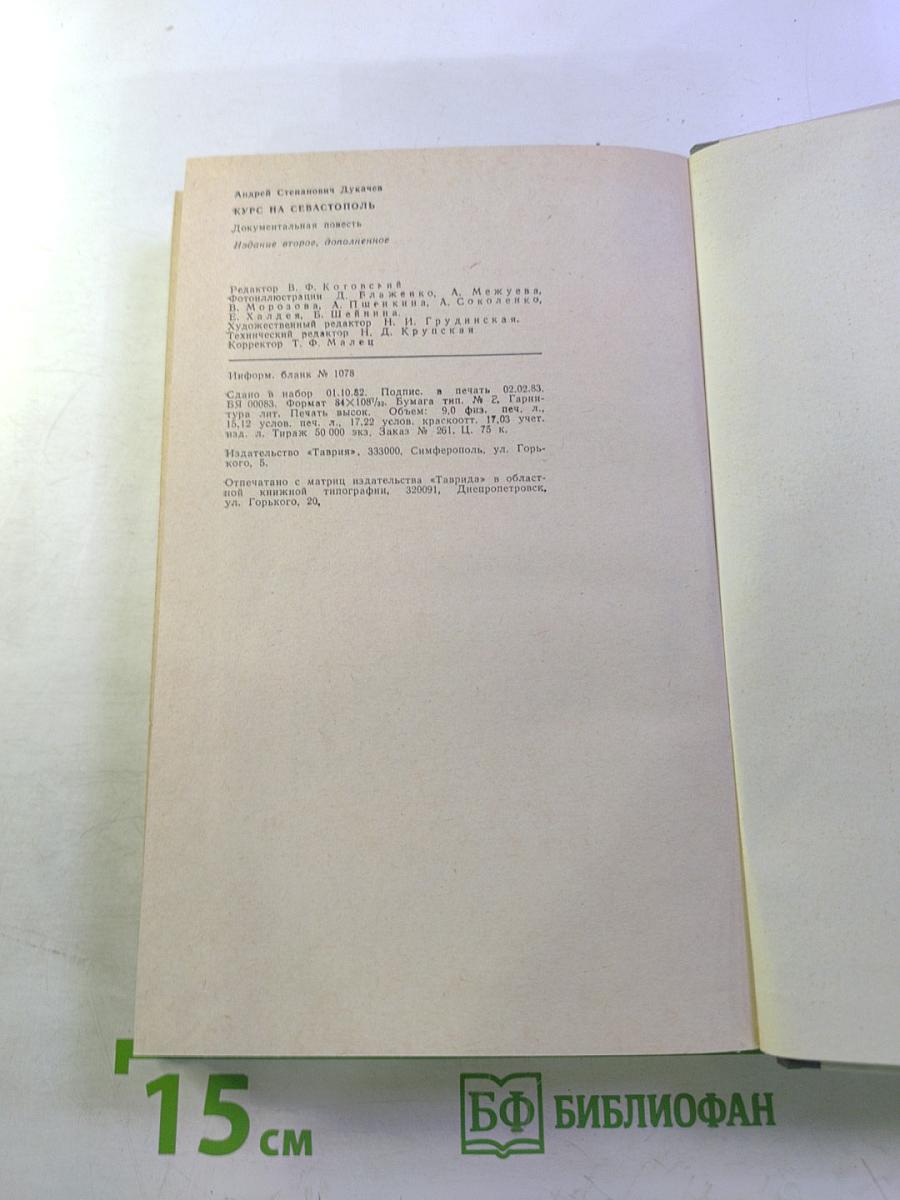 Андрей Степанович Дукачев
КУРС НА СЕВАСТОПОЛЬ
Документальная повесть
Издание второе, дополненное
Редактор В. Ф. Котовський
Фотоиллюстрации Д. Блаженко, А. Межуева,
В. Морозова, А. Пшенкина, А. Соколенко,
Е. Халдея, Б. Шейнина.
Художественный редактор Н. И. Грудинская.
Технический редактор Н. Д. Крупская
Корректор Т. Ф. Малец
Информ. бланк № 1078
Сдано в набор 01.10.82. Подпис. в печать 02.02.83.
БЯ 00083. Формат 84×108¹/₃₂. Бумага тип. № 2. Гарни-
тура лит. Печать высок. Объем: 9,0 физ. печ. л.,
15,12 услов. печ. л., 17,22 услов. краскоотт. 17,03 учет.
изд. л. Тираж 50 000 экз. Заказ № 261. Ц. 75 к.
Издательство «Таврия», 333000, Симферополь, ул. Горь-
кого, 5.
Отпечатано с матриц издательства «Таврида» в област-
ной книжной типографии, 320091, Днепропетровск,
ул. Горького, 20,
15 см
БФ БИБЛИОФАН